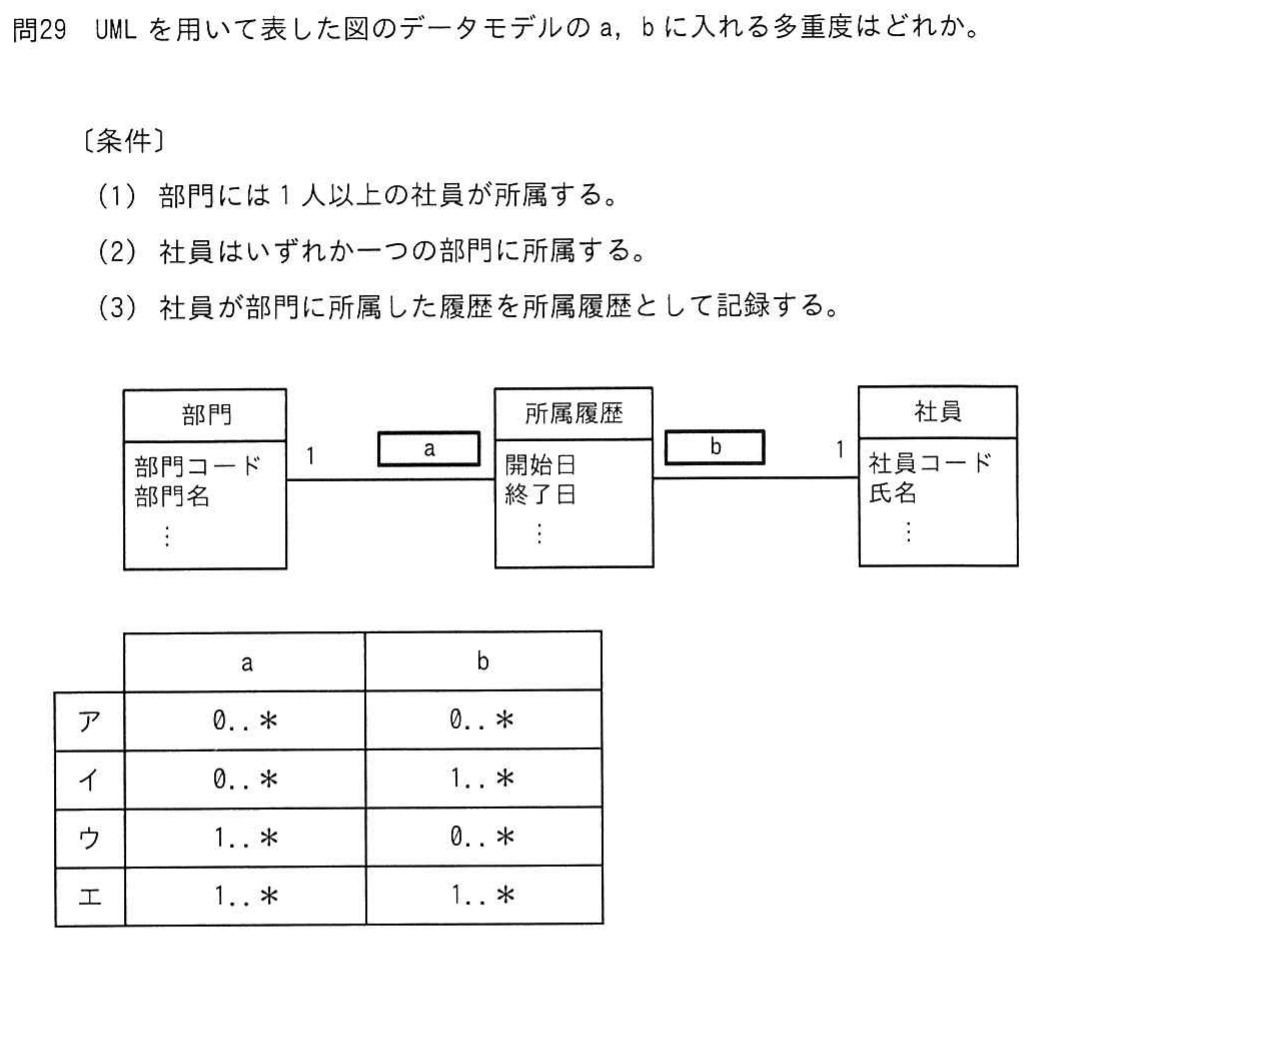 問29 UML を用いて表した図のデータモデルの a，b に入れる多重度はどれか。
〔条件〕
(1) 部門には 1 人以上の社員が所属する。
(2) 社員はいずれか一つの部門に所属する。
(3) 社員が部門に所属した履歴を所属履歴として記録する。
部門
部門コード
部門名
⋮
1
a
所属履歴
開始日
終了日
⋮
b
1
社員
社員コード
氏名
⋮
a b
ア 0..＊ 0..＊
イ 0..＊ 1..＊
ウ 1..＊ 0..＊
エ 1..＊ 1..＊